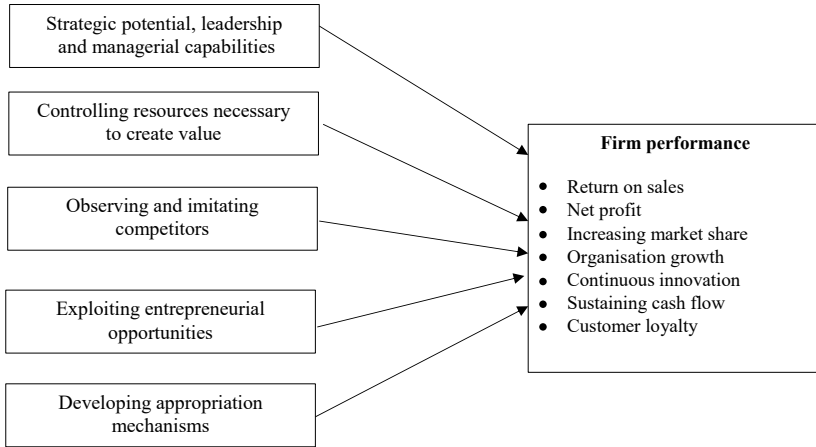 Strategic potential, leadership
and managerial capabilities
Controlling resources necessary
to create value
Observing and imitating
competitors
Exploiting entrepreneurial
opportunities
Developing appropriation
mechanisms
Firm performance
● Return on sales
● Net profit
● Increasing market share
● Organisation growth
● Continuous innovation
● Sustaining cash flow
● Customer loyalty